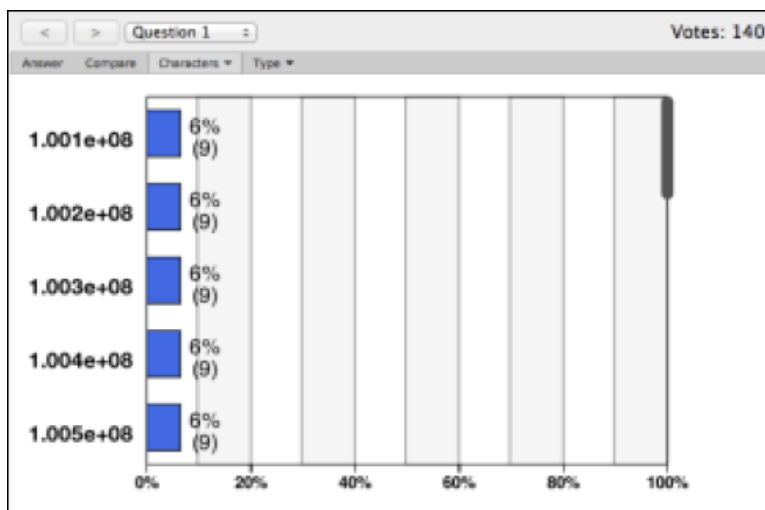 < > Question 1 Votes: 140
Answer Compare Characters ▾ Type ▾
1.001e+08 6%
(9)
1.002e+08 6%
(9)
1.003e+08 6%
(9)
1.004e+08 6%
(9)
1.005e+08 6%
(9)
0% 20% 40% 60% 80% 100%